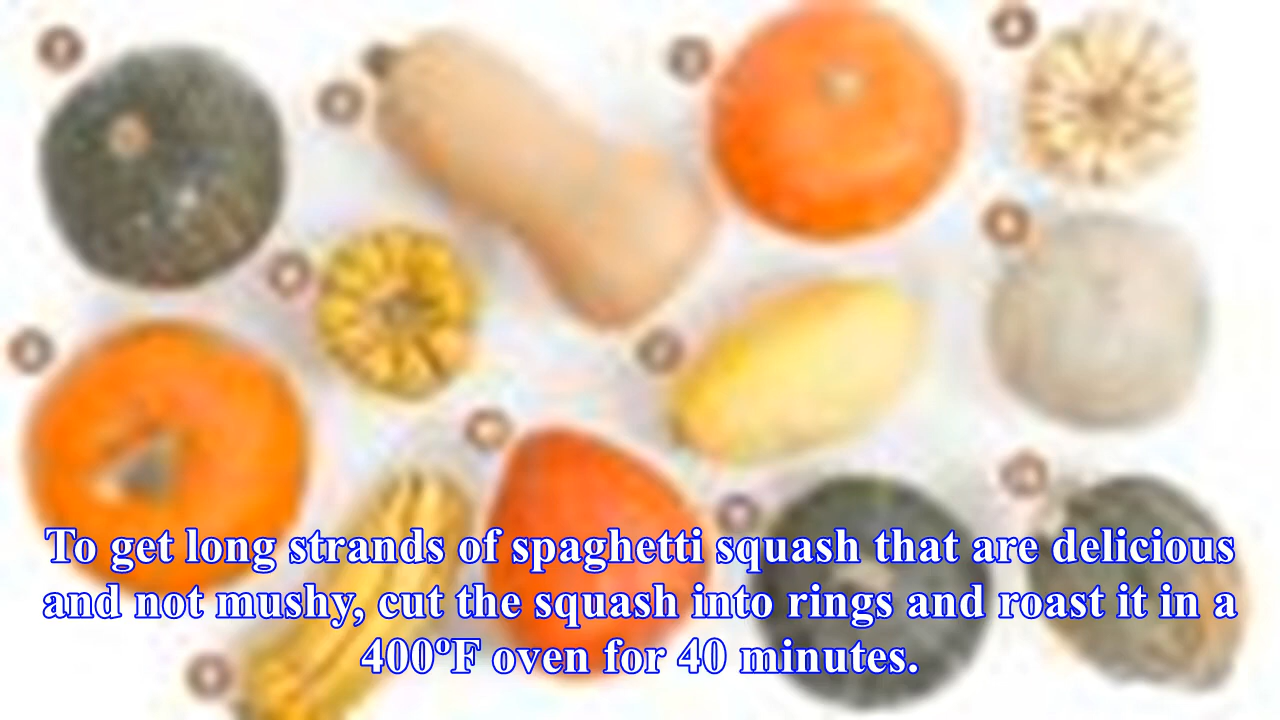 To get long strands of spaghetti squash that are delicious
and not mushy, cut the squash into rings and roast it in a
400ºF oven for 40 minutes.